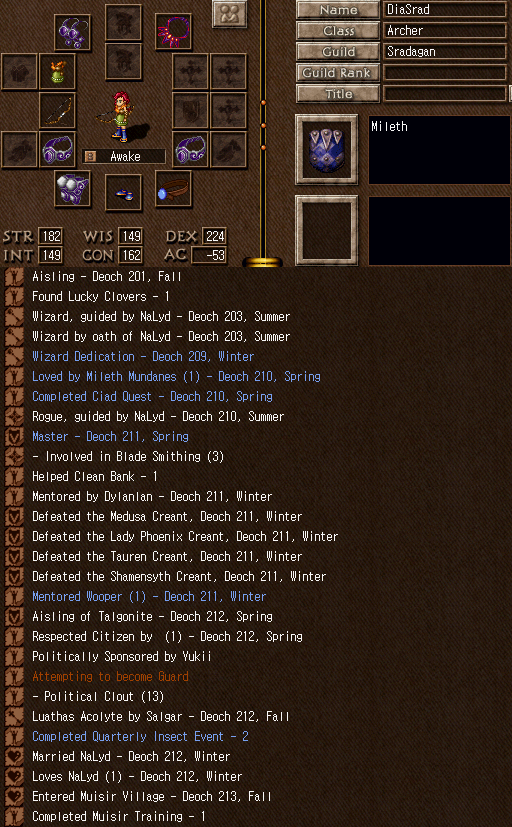 Name DiaSrad
Class Archer
Guild Sradagan
Guild Rank
Title
Mileth
Awake
STR 182 WIS 149 DEX 224
INT 149 CON 162 AC -53
Aisling - Deoch 201, Fall
Found Lucky Clovers - 1
Wizard, guided by NaLyd - Deoch 203, Summer
Wizard by oath of NaLyd - Deoch 203, Summer
Wizard Dedication - Deoch 209, Winter
Loved by Mileth Mundanes (1) - Deoch 210, Spring
Completed Ciad Quest - Deoch 210, Spring
Rogue, guided by NaLyd - Deoch 210, Summer
Master - Deoch 211, Spring
- Involved in Blade Smithing (3)
Helped Clean Bank - 1
Mentored by Dylanlan - Deoch 211, Winter
Defeated the Medusa Creant, Deoch 211, Winter
Defeated the Lady Phoenix Creant, Deoch 211, Winter
Defeated the Tauren Creant, Deoch 211, Winter
Defeated the Shamensyth Creant, Deoch 211, Winter
Mentored Wooper (1) - Deoch 211, Winter
Aisling of Talgonite - Deoch 212, Spring
Respected Citizen by (1) - Deoch 212, Spring
Politically Sponsored by Yukii
Attempting to become Guard
- Political Clout (13)
Luathas Acolyte by Salgar - Deoch 212, Fall
Completed Quarterly Insect Event - 2
Married NaLyd - Deoch 212, Winter
Loves NaLyd (1) - Deoch 212, Winter
Entered Muisir Village - Deoch 213, Fall
Completed Muisir Training - 1